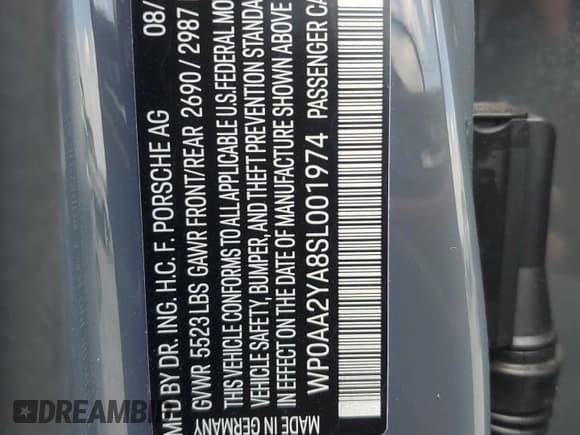 MFD BY DR. ING. H.C. F. PORSCHE AG 08/
GVWR 5523 LBS GAWR FRONT/REAR 2690 / 2987
THIS VEHICLE CONFORMS TO ALL APPLICABLE U.S. FEDERAL MO
VEHICLE SAFETY, BUMPER, AND THEFT PREVENTION STANDA
IN EFFECT ON THE DATE OF MANUFACTURE SHOWN ABOVE
WP0AA2YA8SL001974 PASSENGER CA
MADE IN GERMANY
DREAMBI